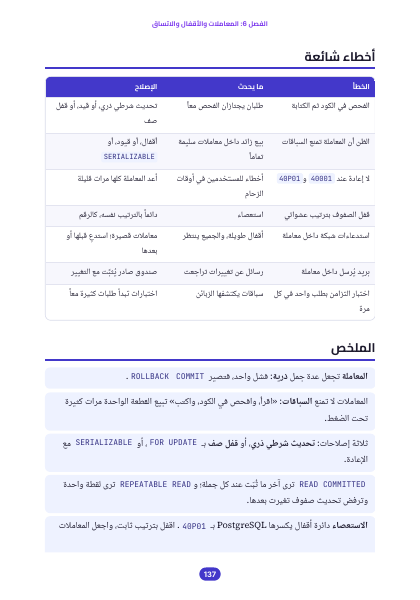 الفصل 6: المعاملات والأقفال والاتساق
أخطاء شائعة
الخطأ ما يحدث الإصلاح
الفحص في الكود ثم الكتابة طلبان يجتازان الفحص معاً تحديث شرطي ذري، أو قيد، أو قفل
صف
الظن أن المعاملة تمنع السباقات بيع زائد داخل معاملات سليمة أقفال، أو قيود، أو
تماماً SERIALIZABLE
لا إعادة عند 40001 و 40P01 أخطاء للمستخدمين في أوقات أعد المعاملة كلها مرات قليلة
الزحام
قفل الصفوف بترتيب عشوائي استعصاء دائماً بالترتيب نفسه، كالرقم
استدعاءات شبكة داخل معاملة أقفال طويلة، والجميع ينتظر معاملات قصيرة؛ استدعِ قبلها أو
بعدها
بريد يُرسل داخل معاملة رسائل عن تغييرات تراجعت صندوق صادر يُثبَّت مع التغيير
اختبار التزامن بطلب واحد في كل سباقات يكتشفها الزبائن اختبارات تبدأ طلبات كثيرة معاً
مرة
الملخص
المعاملة تجعل عدة جمل ذرية: فشل واحد، فتصير COMMIT ROLLBACK .
المعاملات لا تمنع السباقات: «اقرأ، وافحص في الكود، واكتب» تبيع القطعة الواحدة مرات كثيرة
تحت الضغط.
ثلاثة إصلاحات: تحديث شرطي ذري، أو قفل صف بـ FOR UPDATE ، أو SERIALIZABLE مع
الإعادة.
READ COMMITTED ترى آخر ما ثُبِّت عند كل جملة؛ و REPEATABLE READ ترى لقطة واحدة
وترفض تحديث صفوف تغيرت بعدها.
الاستعصاء دائرة أقفال يكسرها PostgreSQL بـ 40P01 . اقفل بترتيب ثابت، واجعل المعاملات
137